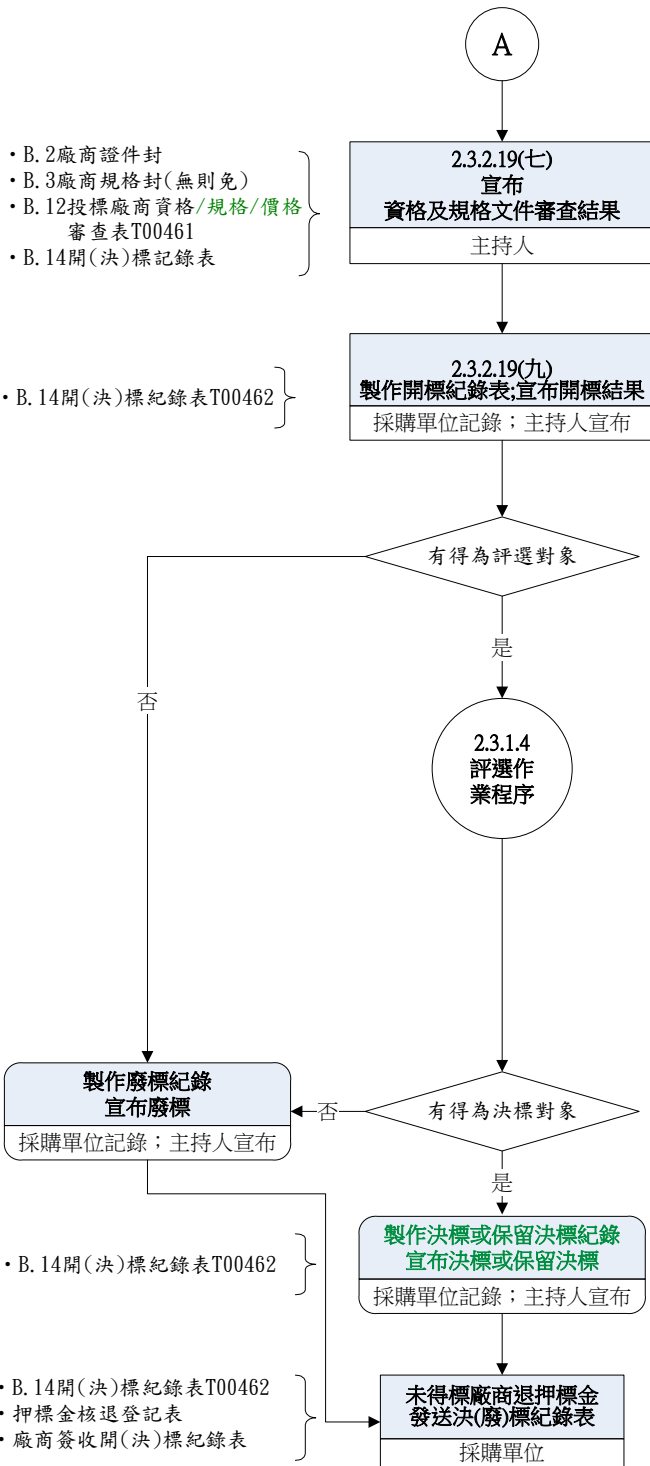 A
・B.2廠商證件封
・B.3廠商規格封(無則免)
・B.12投標廠商資格/規格/價格
審查表T00461
・B.14開(決)標記錄表
2.3.2.19(七)
宣布
資格及規格文件審查結果
主持人
・B.14開(決)標紀錄表T00462
2.3.2.19(九)
製作開標紀錄表;宣布開標結果
採購單位記錄；主持人宣布
有得為評選對象
是
否
2.3.1.4
評選作
業程序
製作廢標紀錄
宣布廢標
採購單位記錄；主持人宣布
否
有得為決標對象
是
・B.14開(決)標紀錄表T00462
製作決標或保留決標紀錄
宣布決標或保留決標
採購單位記錄；主持人宣布
・B.14開(決)標紀錄表T00462
・押標金核退登記表
・廠商簽收開(決)標紀錄表
未得標廠商退押標金
發送決(廢)標紀錄表
採購單位